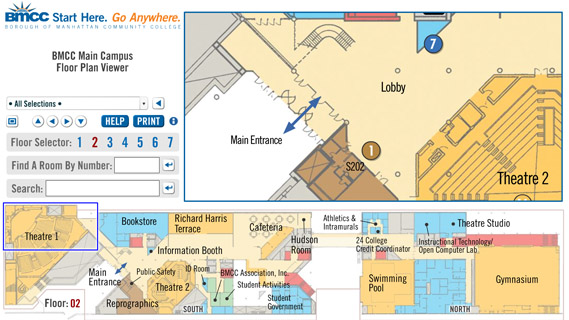 BMCC Start Here. Go Anywhere.
BOROUGH OF MANHATTAN COMMUNITY COLLEGE
BMCC Main Campus
Floor Plan Viewer
• All Selections •
HELP PRINT i
Floor Selector: 1 2 3 4 5 6 7
Find A Room By Number:
Search:
7
Lobby
Main Entrance
1
S202
Theatre 2
Theatre 1
Bookstore
Richard Harris
Terrace
Cafeteria
Hudson
Room
Athletics &
Intramurals
24 College
Credit Coordinator
Theatre Studio
Instructional Technology/
Open Computer Lab.
Information Booth
Main
Entrance
Public Safety
ID Room
BMCC Association, Inc.
Student Activities
Theatre 2
Student
Government
Reprographics
Swimming
Pool
Gymnasium
Floor: 02
SOUTH
NORTH